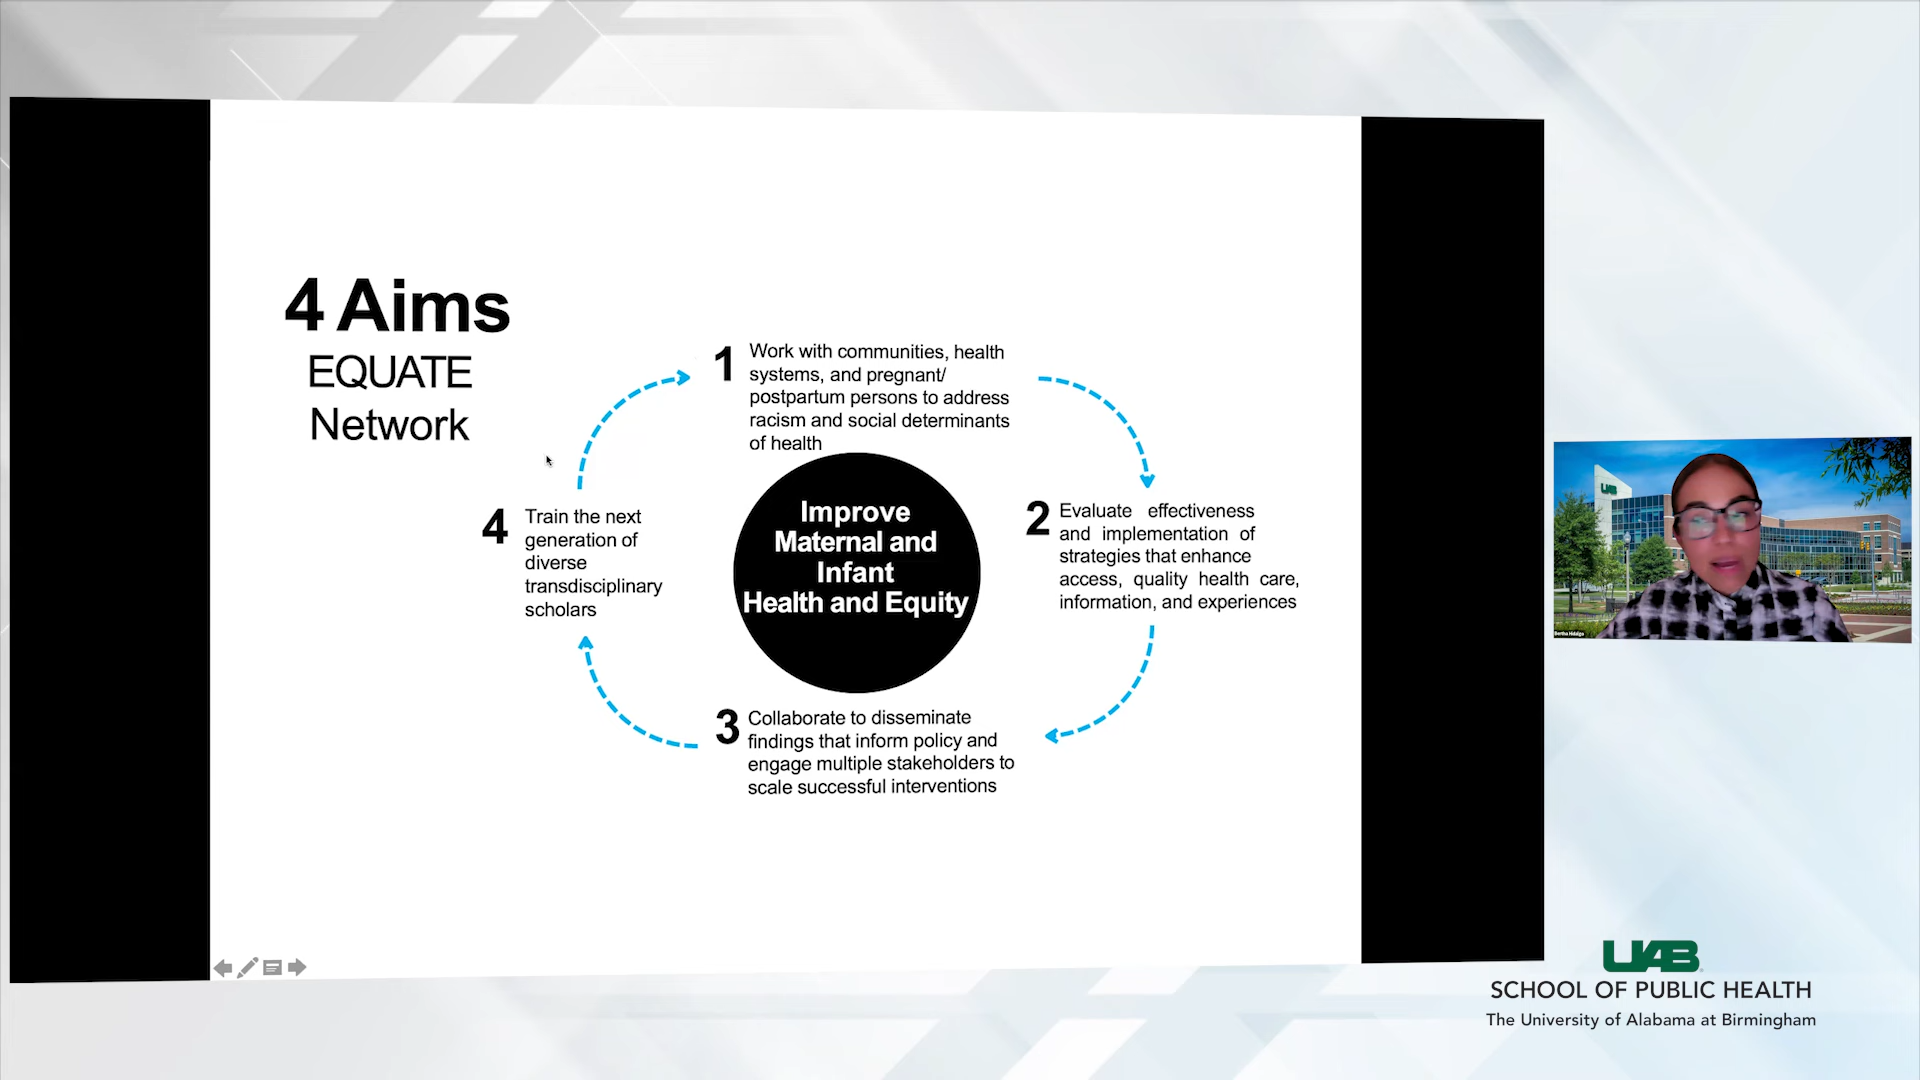 4 Aims
EQUATE
Network
1
Work with communities, health
systems, and pregnant/
postpartum persons to address
racism and social determinants
of health
2
Evaluate effectiveness
and implementation of
strategies that enhance
access, quality health care,
information, and experiences
3
Collaborate to disseminate
findings that inform policy and
engage multiple stakeholders to
scale successful interventions
4
Train the next
generation of
diverse
transdisciplinary
scholars
Improve
Maternal and
Infant
Health and Equity
UAB
Bertha Hidalgo
UAB
SCHOOL OF PUBLIC HEALTH
The University of Alabama at Birmingham